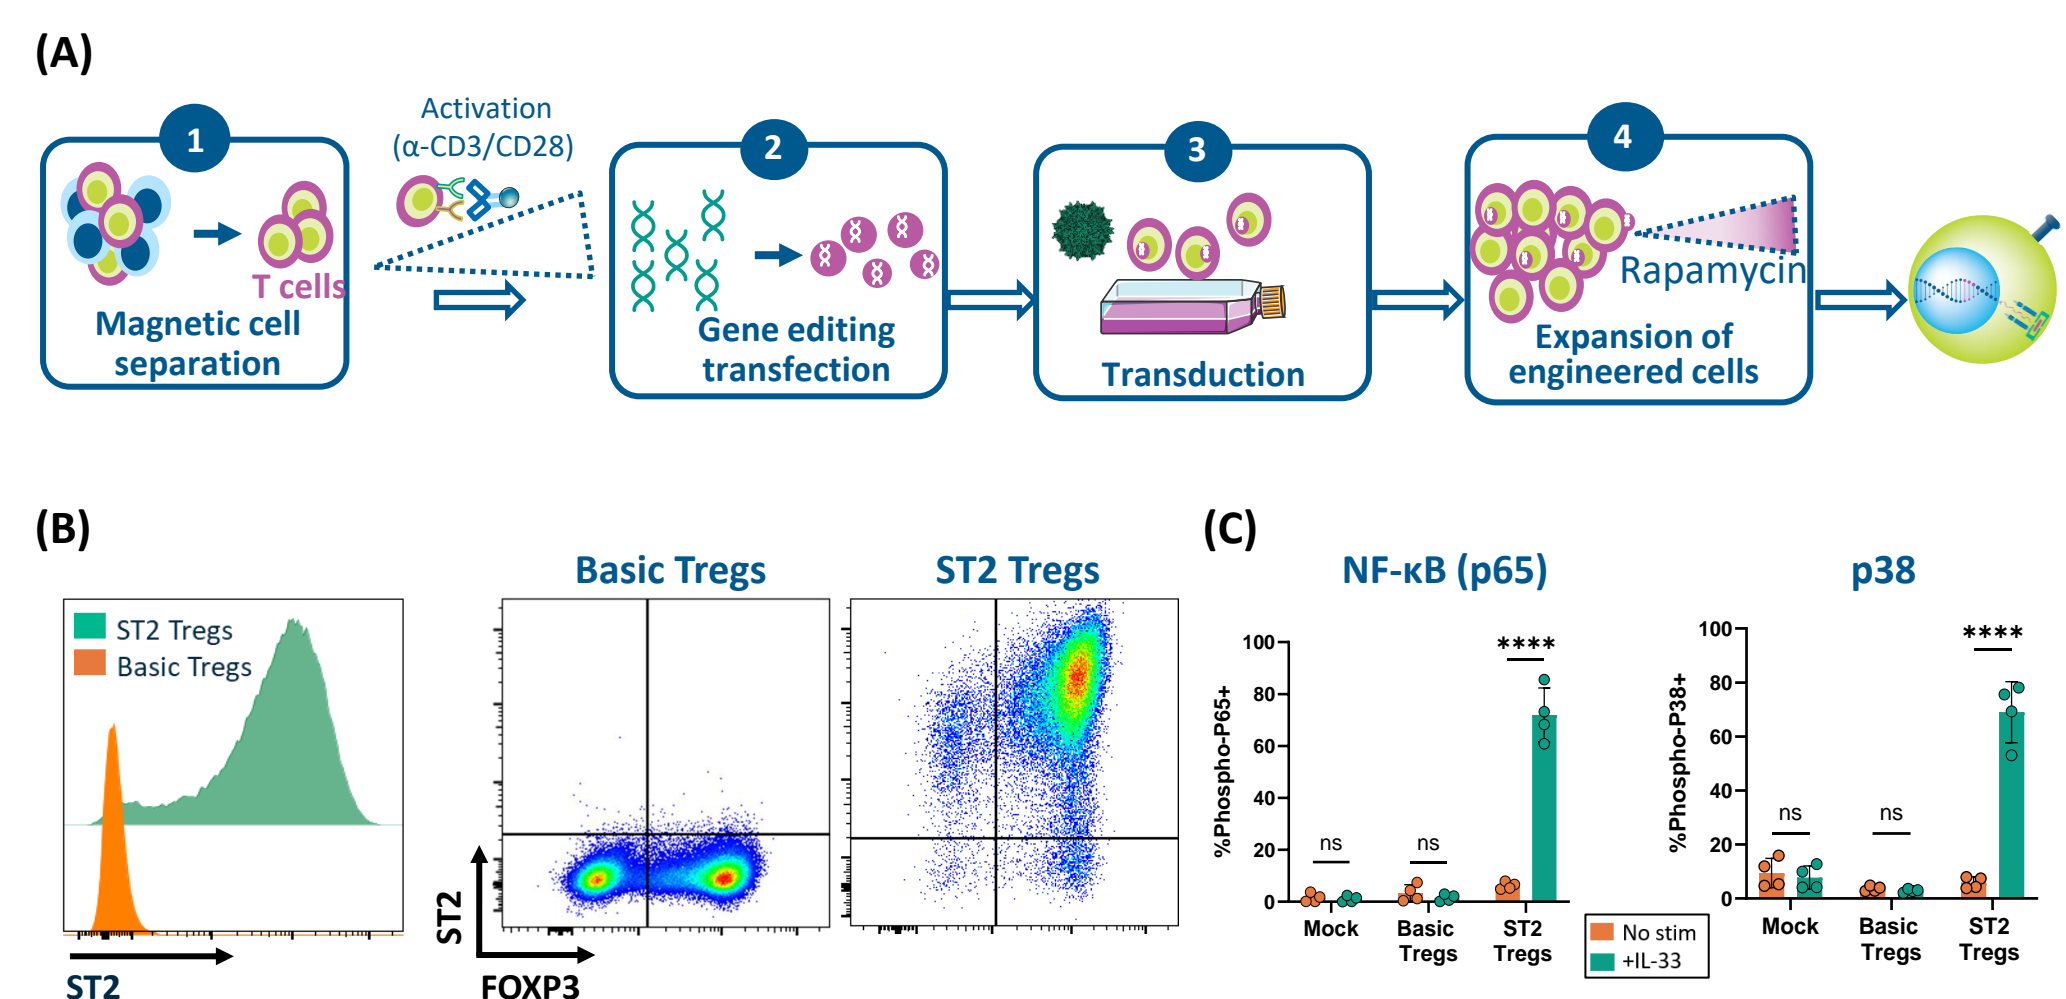 (A)
1
T cells
Magnetic cell
separation
Activation
(α-CD3/CD28)
2
Gene editing
transfection
3
Transduction
4
Rapamycin
Expansion of
engineered cells
(B)
ST2 Tregs
Basic Tregs
ST2
Basic Tregs
ST2 Tregs
ST2
FOXP3
(C)
NF-κB (p65)
%Phospho-P65+
100
80
60
40
20
0
ns
ns
****
Mock
Basic
Tregs
ST2
Tregs
No stim
+IL-33
p38
%Phospho-P38+
100
80
60
40
20
0
ns
ns
****
Mock
Basic
Tregs
ST2
Tregs